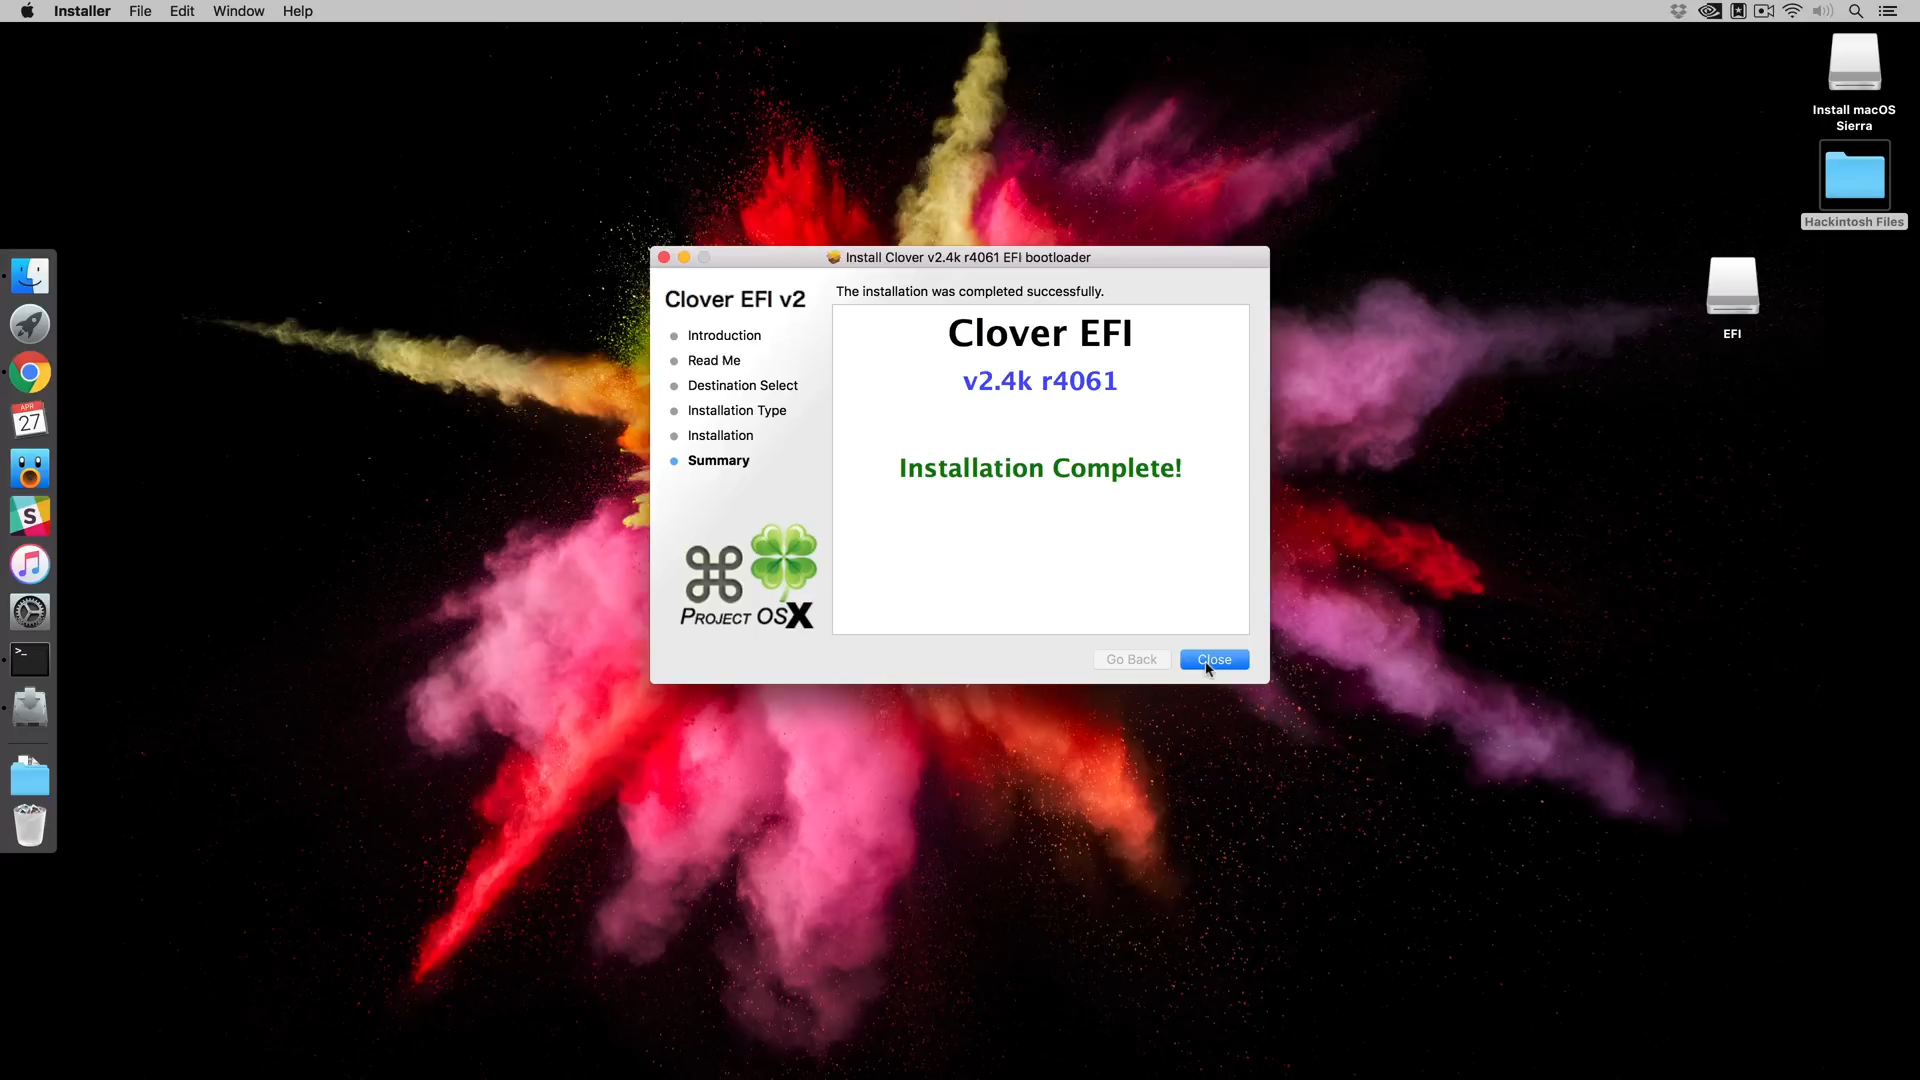 Installer File Edit Window Help
Install macOS
Sierra
Hackintosh Files
EFI
APR
27
S
>_
Install Clover v2.4k r4061 EFI bootloader
Clover EFI v2
Introduction
Read Me
Destination Select
Installation Type
Installation
Summary
PROJECT OSX
The installation was completed successfully.
Clover EFI
v2.4k r4061
Installation Complete!
Go Back Close